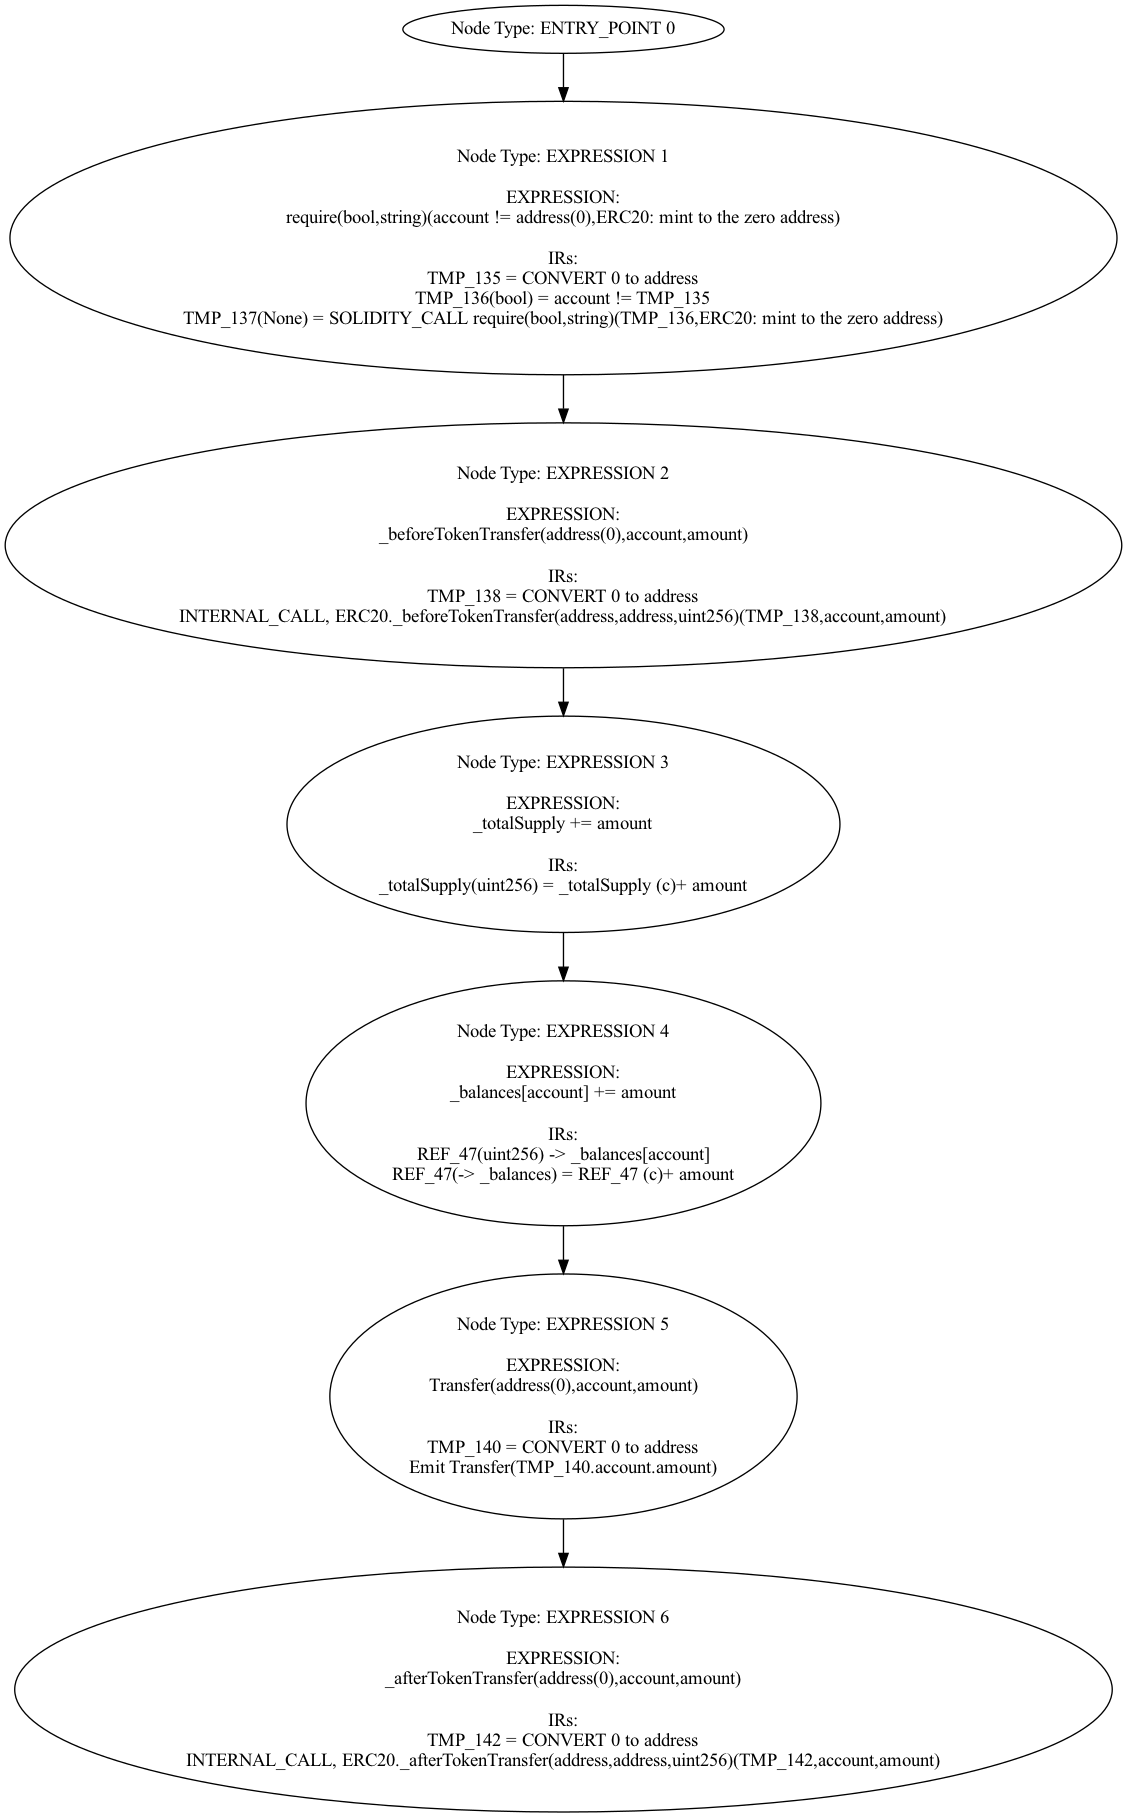 Node Type: ENTRY_POINT 0
Node Type: EXPRESSION 1
EXPRESSION:
require(bool,string)(account != address(0),ERC20: mint to the zero address)
IRs:
TMP_135 = CONVERT 0 to address
TMP_136(bool) = account != TMP_135
TMP_137(None) = SOLIDITY_CALL require(bool,string)(TMP_136,ERC20: mint to the zero address)
Node Type: EXPRESSION 2
EXPRESSION:
_beforeTokenTransfer(address(0),account,amount)
IRs:
TMP_138 = CONVERT 0 to address
INTERNAL_CALL, ERC20._beforeTokenTransfer(address,address,uint256)(TMP_138,account,amount)
Node Type: EXPRESSION 3
EXPRESSION:
_totalSupply += amount
IRs:
_totalSupply(uint256) = _totalSupply (c)+ amount
Node Type: EXPRESSION 4
EXPRESSION:
_balances[account] += amount
IRs:
REF_47(uint256) -> _balances[account]
REF_47(-> _balances) = REF_47 (c)+ amount
Node Type: EXPRESSION 5
EXPRESSION:
Transfer(address(0),account,amount)
IRs:
TMP_140 = CONVERT 0 to address
Emit Transfer(TMP_140.account.amount)
Node Type: EXPRESSION 6
EXPRESSION:
_afterTokenTransfer(address(0),account,amount)
IRs:
TMP_142 = CONVERT 0 to address
INTERNAL_CALL, ERC20._afterTokenTransfer(address,address,uint256)(TMP_142,account,amount)